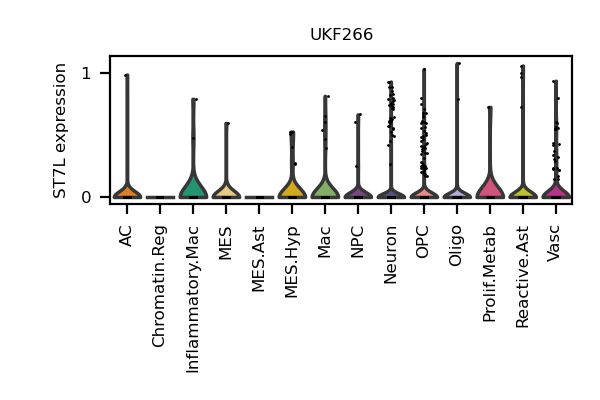 UKF266
ST7L expression
1
0
AC
Chromatin.Reg
Inflammatory.Mac
MES
MES.Ast
MES.Hyp
Mac
NPC
Neuron
OPC
Oligo
Prolif.Metab
Reactive.Ast
Vasc